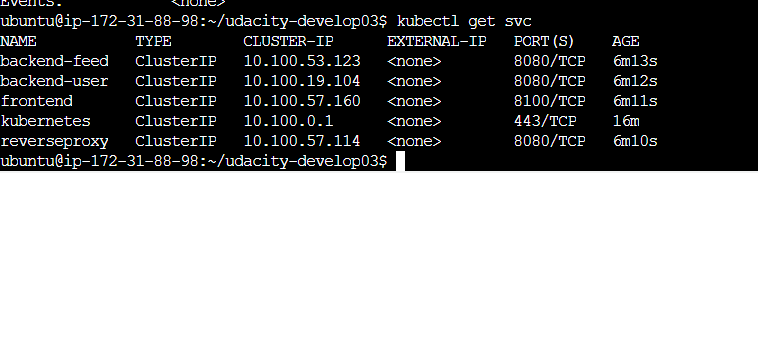 Events: <none>
ubuntu@ip-172-31-88-98:~/udacity-develop03$ kubectl get svc
NAME TYPE CLUSTER-IP EXTERNAL-IP PORT(S) AGE
backend-feed ClusterIP 10.100.53.123 <none> 8080/TCP 6m13s
backend-user ClusterIP 10.100.19.104 <none> 8080/TCP 6m12s
frontend ClusterIP 10.100.57.160 <none> 8100/TCP 6m11s
kubernetes ClusterIP 10.100.0.1 <none> 443/TCP 16m
reverseproxy ClusterIP 10.100.57.114 <none> 8080/TCP 6m10s
ubuntu@ip-172-31-88-98:~/udacity-develop03$